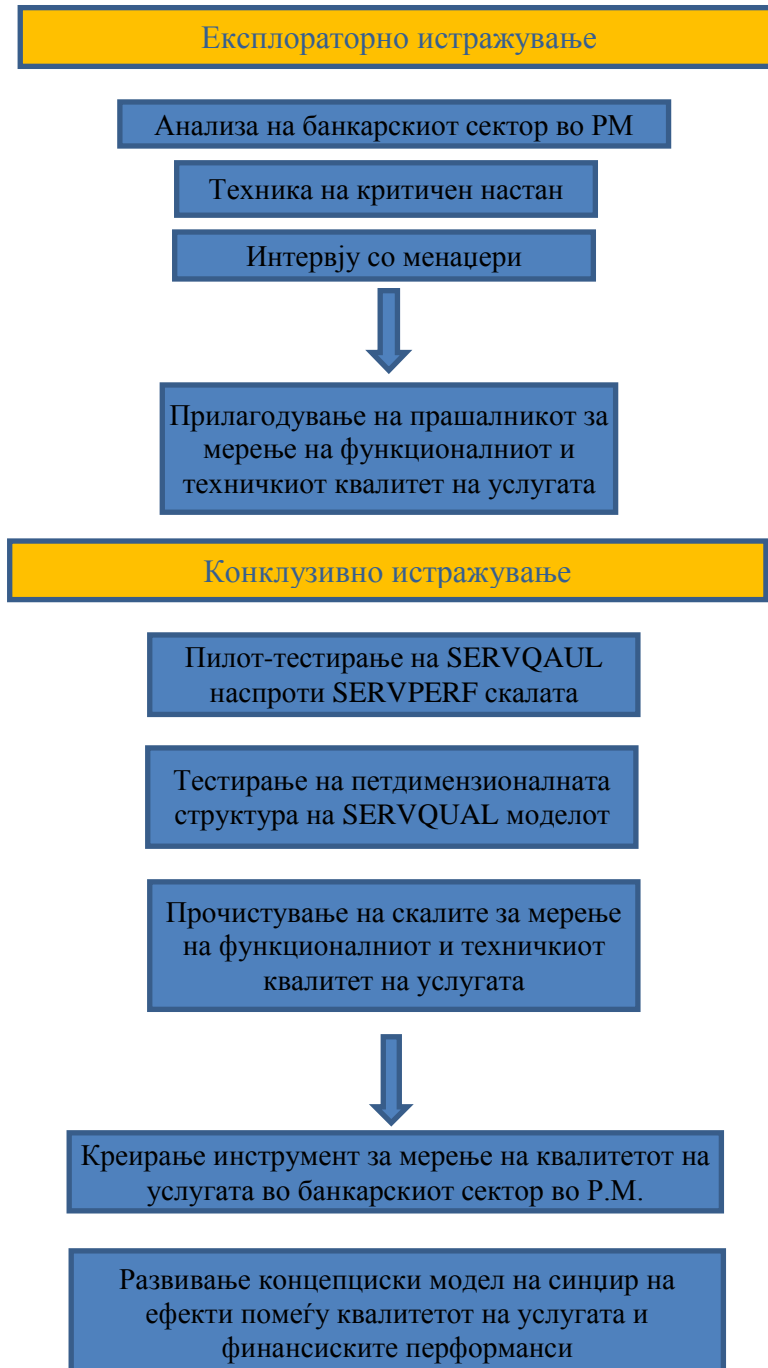 Експлораторно истражување
Анализа на банкарскиот сектор во РМ
Техника на критичен настан
Интервју со менаџери
Прилагодување на прашалникот за
мерење на функционалниот и
техничкиот квалитет на услугата
Конклузивно истражување
Пилот-тестирање на SERVQAUL
наспроти SERVPERF скалата
Тестирање на петдимензионалната
структура на SERVQUAL моделот
Прочистување на скалите за мерење
на функционалниот и техничкиот
квалитет на услугата
Креирање инструмент за мерење на квалитетот на
услугата во банкарскиот сектор во Р.М.
Развивање концепциски модел на синџир на
ефекти помеѓу квалитетот на услугата и
финансиските перформанси